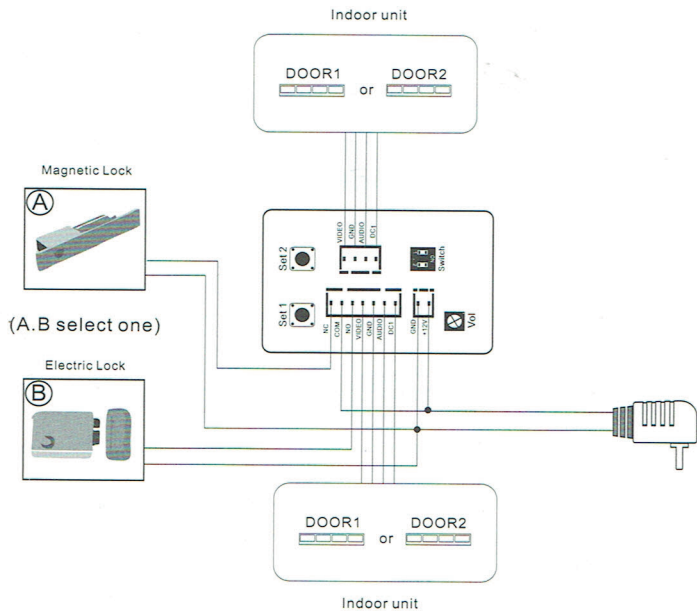 Indoor unit
DOOR1 or DOOR2
Magnetic Lock
A
(A.B select one)
Electric Lock
B
Set 2
VIDEO
GND
AUDIO
DC1
Switch
Set 1
NC
COM
NO
VIDEO
GND
AUDIO
DC1
GND
+12V
Vol
DOOR1 or DOOR2
Indoor unit